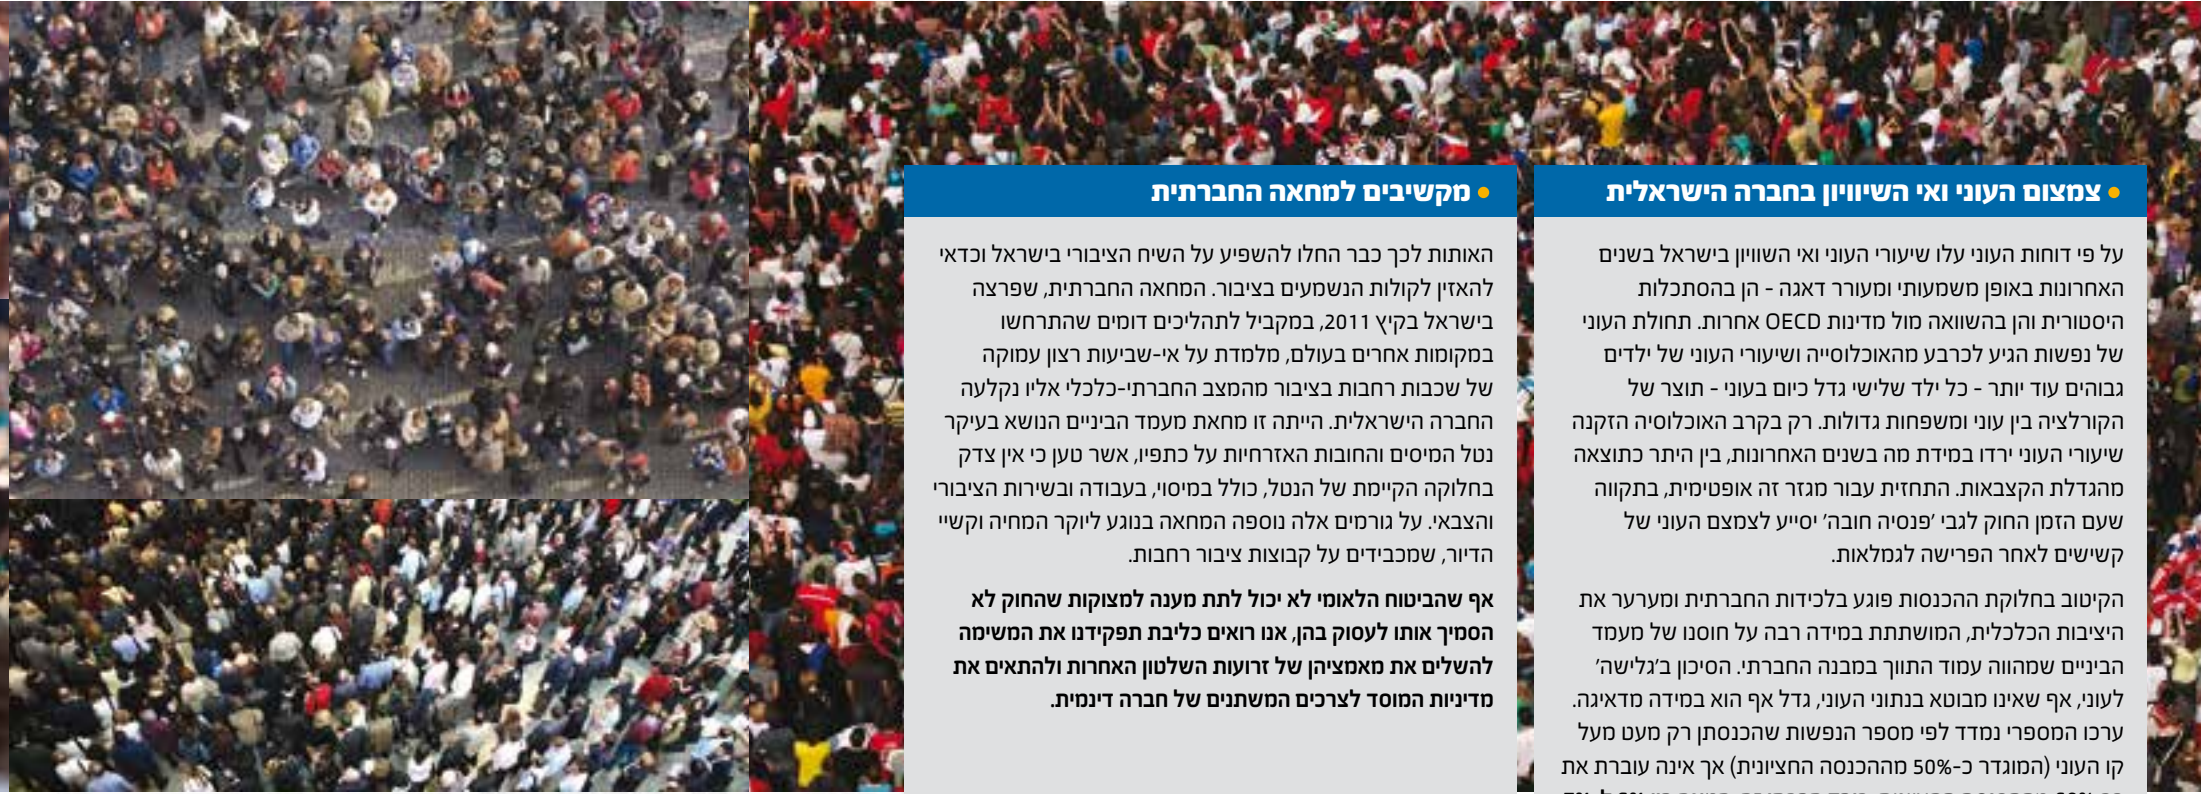 • צמצום העוני ואי השיוויון בחברה הישראלית
על פי דוחות העוני עלו שיעורי העוני ואי השוויון בישראל בשנים
האחרונות באופן משמעותי ומעורר דאגה - הן בהסתכלות
היסטורית והן בהשוואה מול מדינות OECD אחרות. תחולת העוני
של נפשות הגיע לכרבע מהאוכלוסייה ושיעורי העוני של ילדים
גבוהים עוד יותר - כל ילד שלישי גדל כיום בעוני - תוצר של
הקורלציה בין עוני ומשפחות גדולות. רק בקרב האוכלוסיה הזקנה
שיעורי העוני ירדו במידת מה בשנים האחרונות, בין היתר כתוצאה
מהגדלת הקצבאות. התחזית עבור מגזר זה אופטימית, בתקווה
שעם הזמן החוק לגבי 'פנסיה חובה' יסייע לצמצם העוני של
קשישים לאחר הפרישה לגמלאות.
הקיטוב בחלוקת ההכנסות פוגע בלכידות החברתית ומערער את
היציבות הכלכלית, המושתתת במידה רבה על חוסנו של מעמד
הביניים שמהווה עמוד התווך במבנה החברתי. הסיכון ב'גלישה'
לעוני, אף שאינו מבוטא בנתוני העוני, גדל אף הוא במידה מדאיגה.
ערכו המספרי נמדד לפי מספר הנפשות שהכנסתן רק מעט מעל
קו העוני (המוגדר כ-50% מההכנסה החציונית) אך אינה עוברת את
• מקשיבים למחאה החברתית
האותות לכך כבר החלו להשפיע על השיח הציבורי בישראל וכדאי
להאזין לקולות הנשמעים בציבור. המחאה החברתית, שפרצה
בישראל בקיץ 2011, במקביל לתהליכים דומים שהתרחשו
במקומות אחרים בעולם, מלמדת על אי-שביעות רצון עמוקה
של שכבות רחבות בציבור מהמצב החברתי-כלכלי אליו נקלעה
החברה הישראלית. הייתה זו מחאת מעמד הביניים הנושא בעיקר
נטל המיסים והחובות האזרחיות על כתפיו, אשר טען כי אין צדק
בחלוקה הקיימת של הנטל, כולל במיסוי, בעבודה ובשירות הציבורי
והצבאי. על גורמים אלה נוספה המחאה בנוגע ליוקר המחיה וקשיי
הדיור, שמכבידים על קבוצות ציבור רחבות.
אף שהביטוח הלאומי לא יכול לתת מענה למצוקות שהחוק לא
הסמיך אותו לעסוק בהן, אנו רואים כליבת תפקידנו את המשימה
להשלים את מאמציהן של זרועות השלטון האחרות ולהתאים את
מדיניות המוסד לצרכים המשתנים של חברה דינמית.